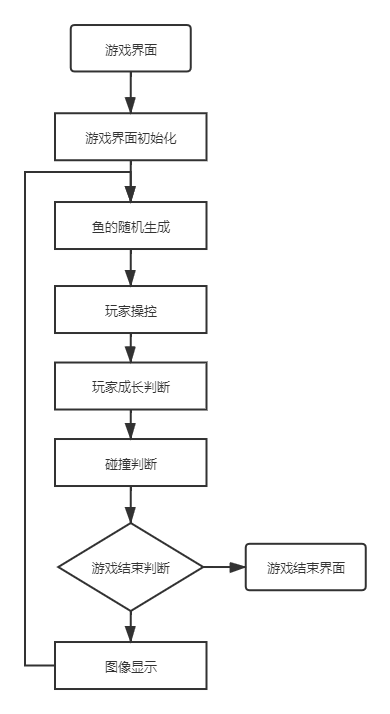 游戏界面
游戏界面初始化
鱼的随机生成
玩家操控
玩家成长判断
碰撞判断
游戏结束判断
游戏结束界面
图像显示